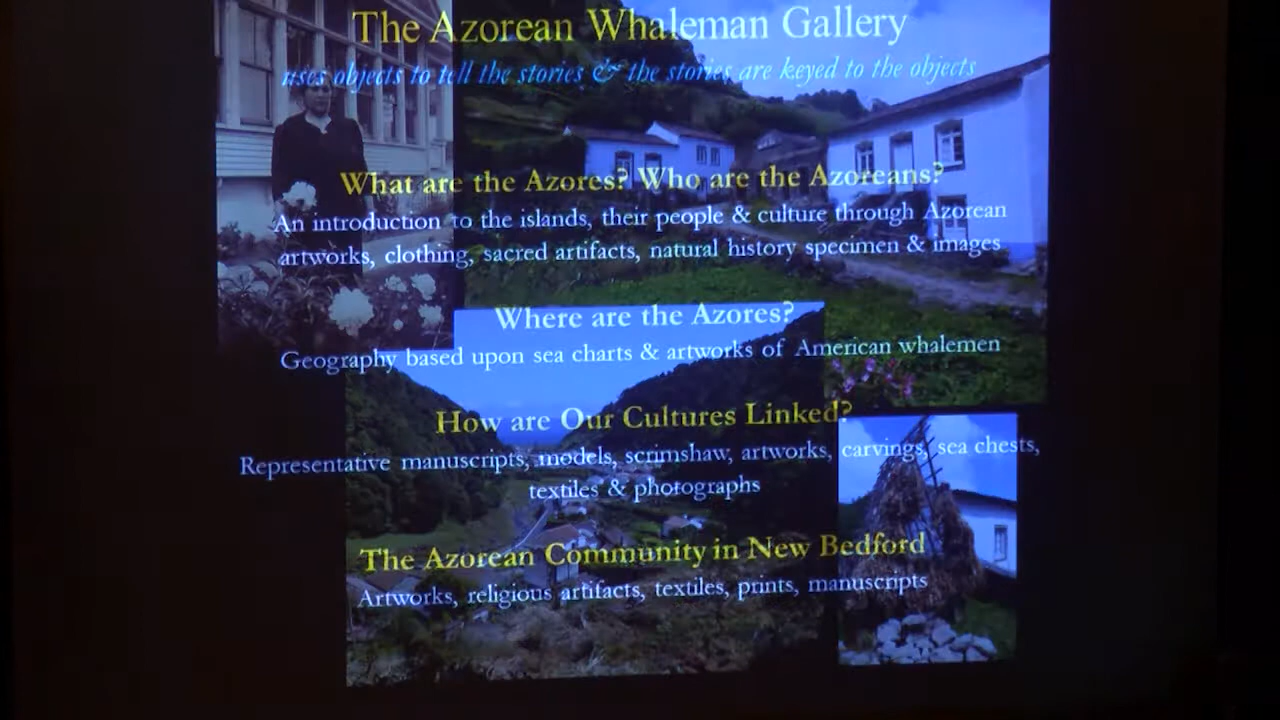 The Azorean Whaleman Gallery
uses objects to tell the stories & the stories are keyed to the objects
What are the Azores? Who are the Azoreans?
An introduction to the islands, their people & culture through Azorean
artworks, clothing, sacred artifacts, natural history specimen & images
Where are the Azores?
Geography based upon sea charts & artworks of American whalemen
How are Our Cultures Linked?
Representative manuscripts, models, scrimshaw, artworks, carvings, sea chests,
textiles & photographs
The Azorean Community in New Bedford
Artworks, religious artifacts, textiles, prints, manuscripts